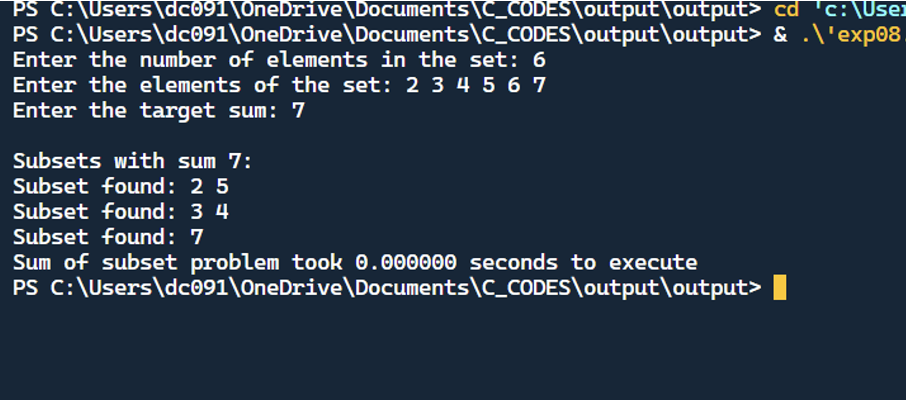 PS C:\Users\dc091\OneDrive\Documents\C_CODES\output\output> cd 'c:\User
PS C:\Users\dc091\OneDrive\Documents\C_CODES\output\output> & .\'exp08.
Enter the number of elements in the set: 6
Enter the elements of the set: 2 3 4 5 6 7
Enter the target sum: 7
Subsets with sum 7:
Subset found: 2 5
Subset found: 3 4
Subset found: 7
Sum of subset problem took 0.000000 seconds to execute
PS C:\Users\dc091\OneDrive\Documents\C_CODES\output\output>